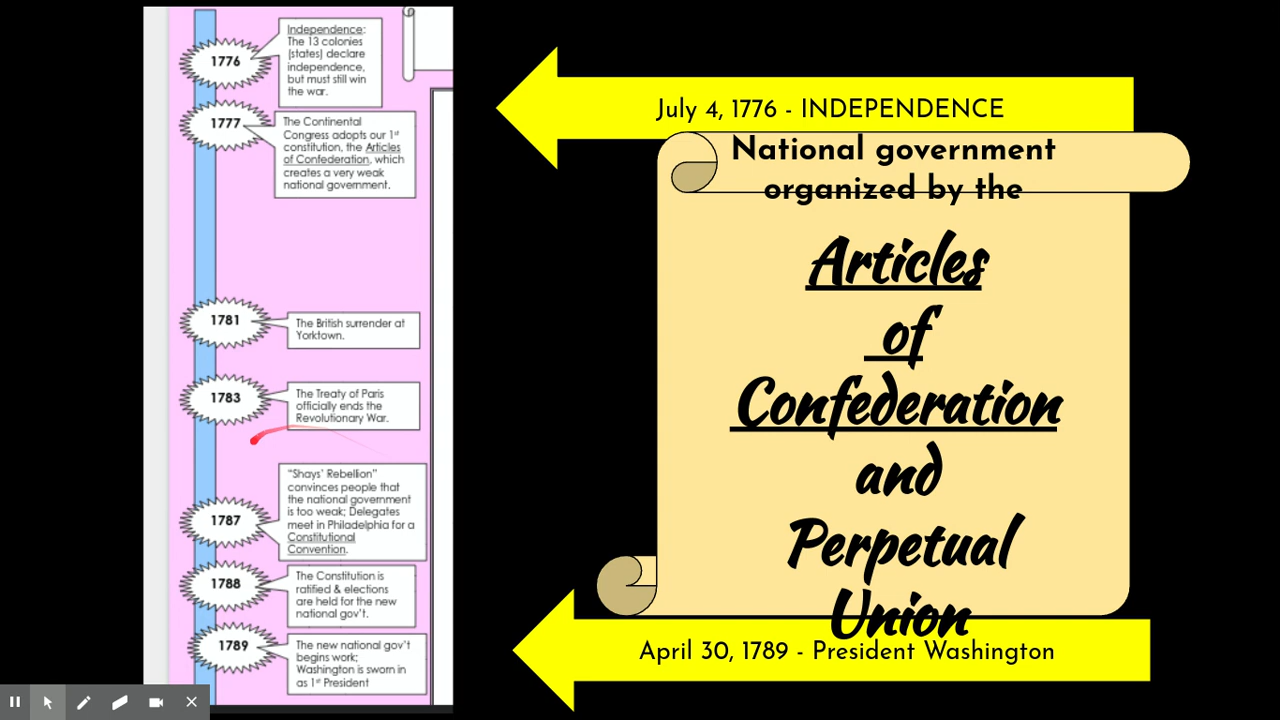 1776
Independence:
The 13 colonies
(states) declare
independence,
but must still win
the war.
1777
The Continental
Congress adopts our 1st
constitution, the Articles
of Confederation, which
creates a very weak
national government.
1781
The British surrender at
Yorktown.
1783
The Treaty of Paris
officially ends the
Revolutionary War.
1787
"Shays' Rebellion"
convinces people that
the national government
is too weak; Delegates
meet in Philadelphia for a
Constitutional
Convention.
1788
The Constitution is
ratified & elections
are held for the new
national gov't.
1789
The new national gov't
begins work;
Washington is sworn in
as 1st President
July 4, 1776 - INDEPENDENCE
National government
organized by the
Articles
of
Confederation
and
Perpetual
Union
April 30, 1789 - President Washington